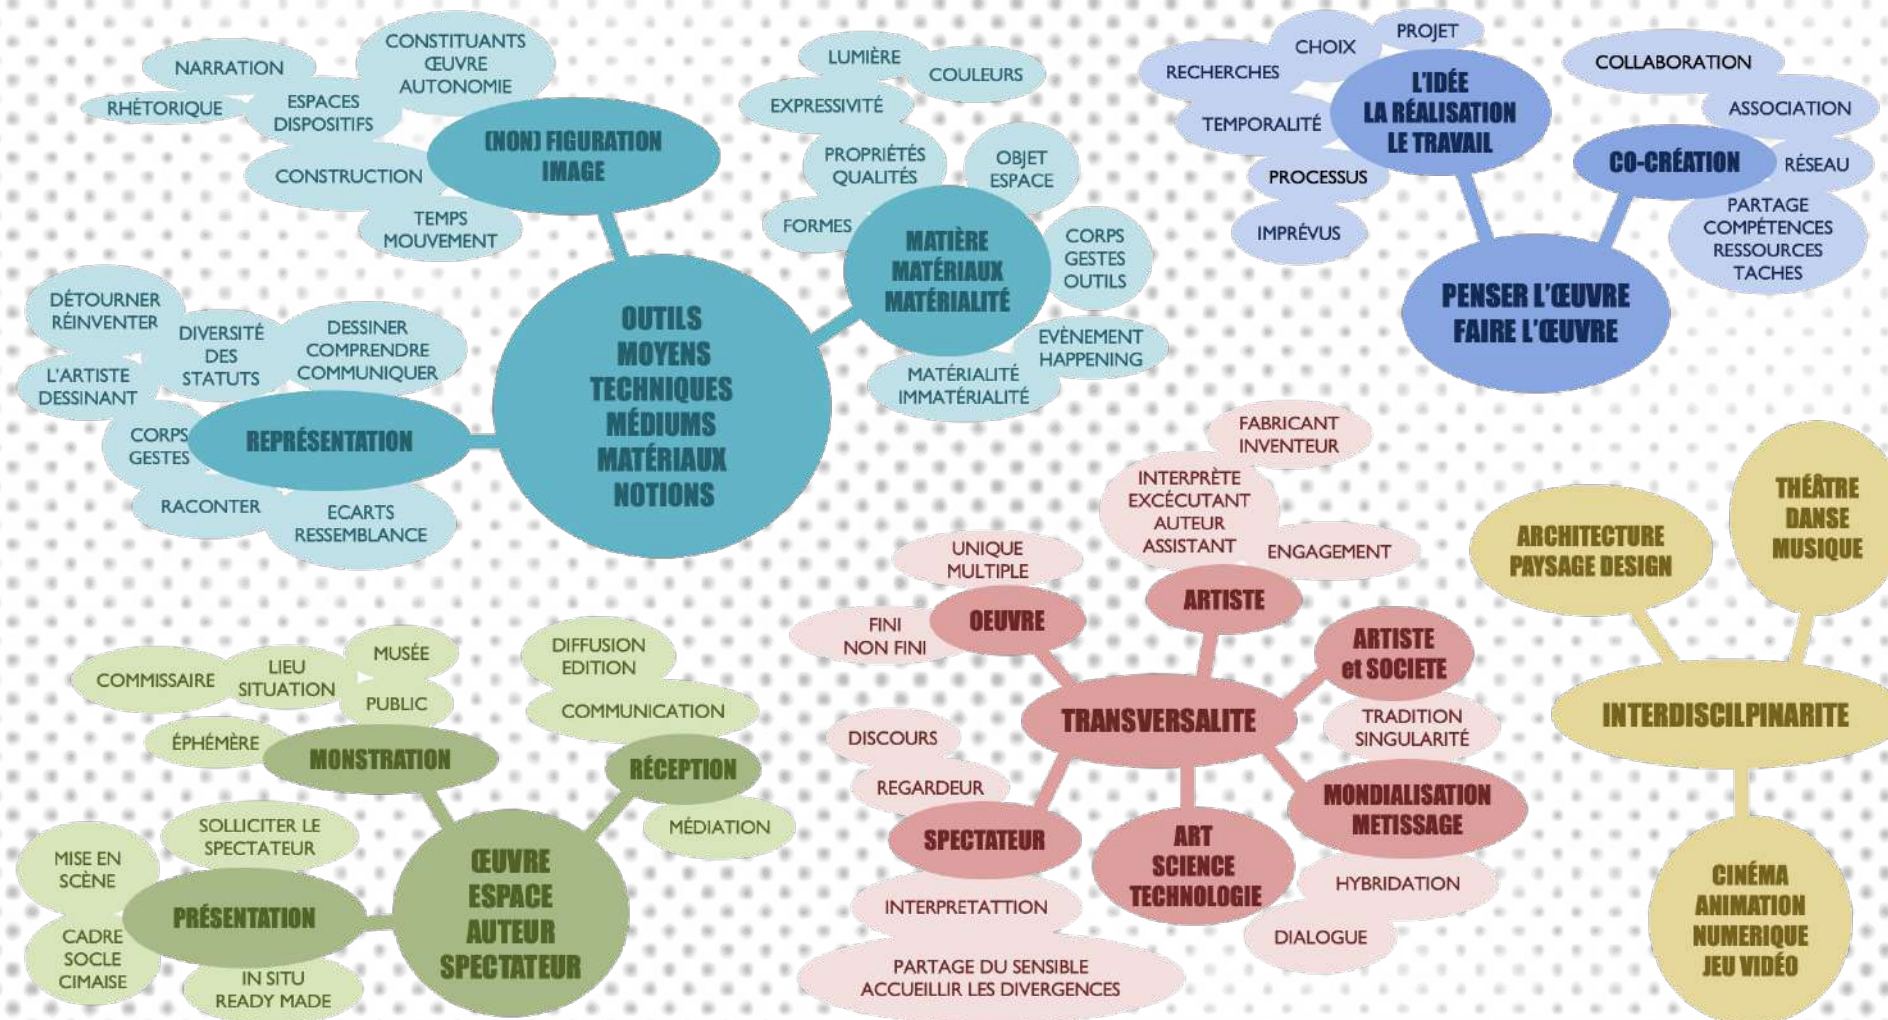 CONSTITUANTS
ŒUVRE
AUTONOMIE
NARRATION
RHÉTORIQUE
ESPACES
DISPOSITIFS
(NON) FIGURATION
IMAGE
CONSTRUCTION
TEMPS
MOUVEMENT
LUMIÈRE
COULEURS
EXPRESSIVITÉ
PROPRIÉTÉS
QUALITÉS
OBJET
ESPACE
FORMES
MATIÈRE
MATÉRIAUX
MATÉRIALITÉ
CORPS
GESTES
OUTILS
EVÈNEMENT
HAPPENING
MATÉRIALITÉ
IMMATÉRIALITÉ
DÉTOURNER
RÉINVENTER
DIVERSITÉ
DES
STATUTS
DESSINER
COMPRENDRE
COMMUNIQUER
L'ARTISTE
DESSINANT
CORPS
GESTES
REPRÉSENTATION
RACONTER
ECARTS
RESSEMBLANCE
OUTILS
MOYENS
TECHNIQUES
MÉDIUMS
MATÉRIAUX
NOTIONS
PROJET
CHOIX
RECHERCHES
L'IDÉE
LA RÉALISATION
LE TRAVAIL
TEMPORALITÉ
PROCESSUS
IMPRÉVUS
COLLABORATION
ASSOCIATION
CO-CRÉATION
RÉSEAU
PARTAGE
COMPÉTENCES
RESSOURCES
TACHES
PENSER L'ŒUVRE
FAIRE L'ŒUVRE
FABRICANT
INVENTEUR
INTERPRÈTE
EXCÉCUTANT
AUTEUR
ASSISTANT
ENGAGEMENT
UNIQUE
MULTIPLE
ARTISTE
OEUVRE
FINI
NON FINI
ARTISTE
et SOCIETE
TRANSVERSALITE
TRADITION
SINGULARITÉ
DISCOURS
REGARDEUR
SPECTATEUR
ART
SCIENCE
TECHNOLOGIE
MONDIALISATION
METISSAGE
HYBRIDATION
DIALOGUE
INTERPRETATTION
PARTAGE DU SENSIBLE
ACCUEILLIR LES DIVERGENCES
THÉÂTRE
DANSE
MUSIQUE
ARCHITECTURE
PAYSAGE DESIGN
INTERDISCILPINARITE
CINÉMA
ANIMATION
NUMERIQUE
JEU VIDÉO
MUSÉE
LIEU
SITUATION
COMMISSAIRE
PUBLIC
ÉPHÉMÈRE
MONSTRATION
DIFFUSION
EDITION
COMMUNICATION
RÉCEPTION
MÉDIATION
SOLLICITER LE
SPECTATEUR
MISE EN
SCÈNE
PRÉSENTATION
CADRE
SOCLE
CIMAISE
IN SITU
READY MADE
ŒUVRE
ESPACE
AUTEUR
SPECTATEUR